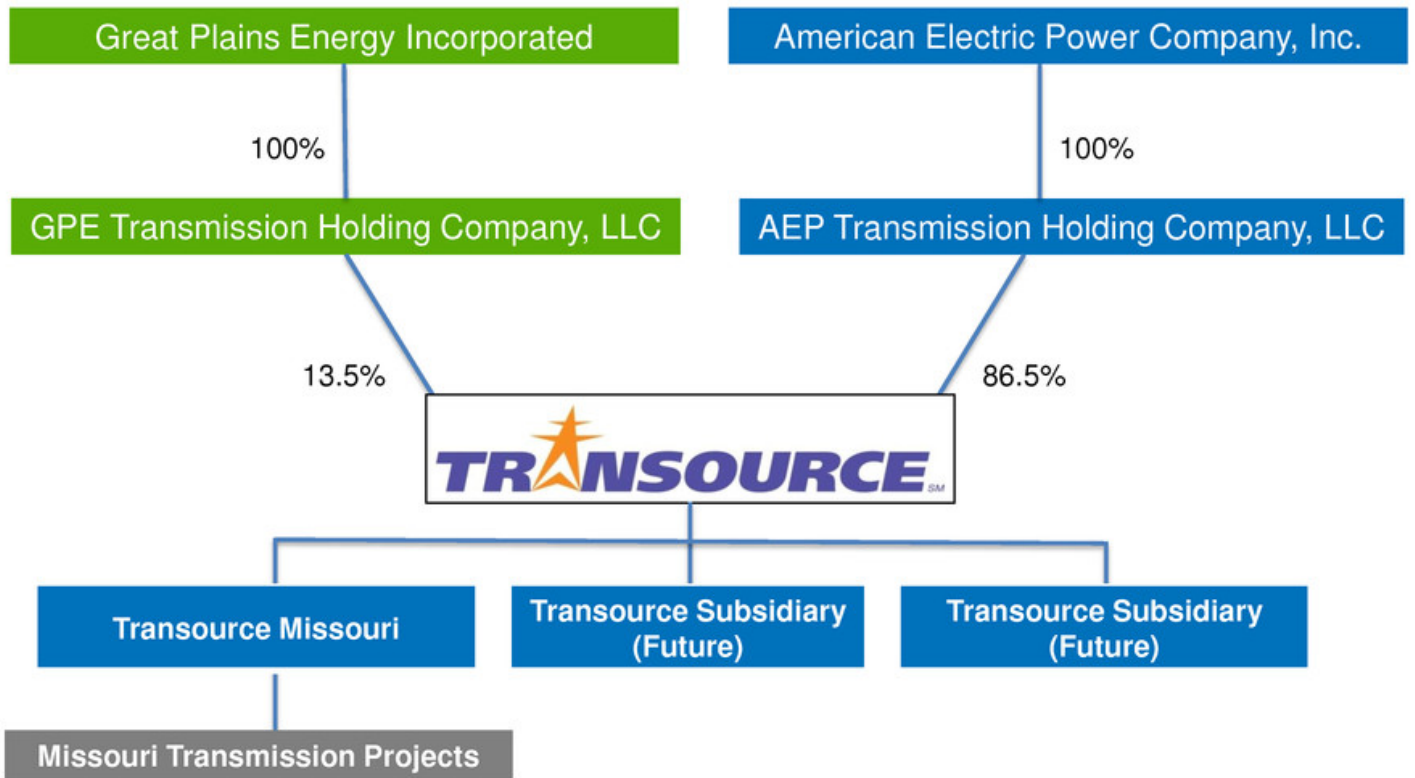 Great Plains Energy Incorporated
American Electric Power Company, Inc.
100%
100%
GPE Transmission Holding Company, LLC
AEP Transmission Holding Company, LLC
13.5%
86.5%
TRANSOURCE SM
Transource Missouri
Transource Subsidiary
(Future)
Transource Subsidiary
(Future)
Missouri Transmission Projects